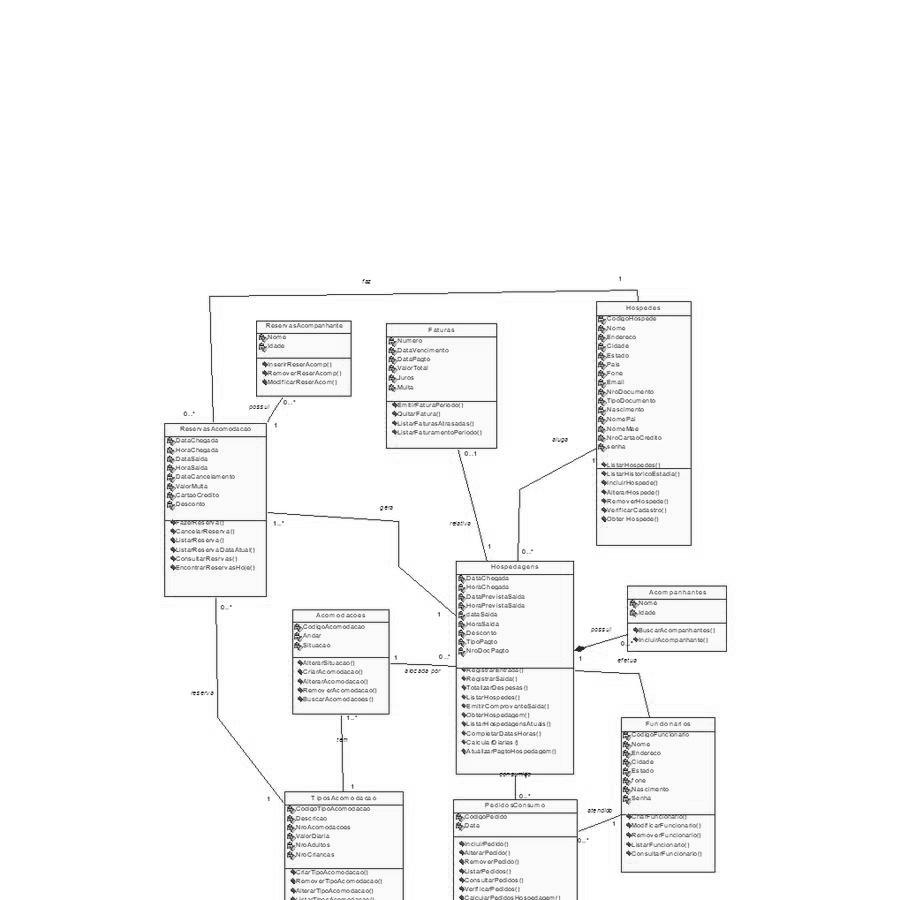 faz
1
ReservasAcompanhante
Nome
Idade
InserirReserAcomp()
RemoverReserAcomp()
ModificarReserAcom()
possui
0..*
1
0..*
Faturas
Numero
DataVencimento
DataPagto
ValorTotal
Juros
Multa
EmitirFaturaPeriodo()
QuitarFatura()
ListarFaturasAtrasadas()
ListarFaturamentoPeriodo()
0..1
relativa
1
Hospedes
CodigoHospede
Nome
Endereco
Cidade
Estado
Pais
Fone
Email
NroDocumento
TipoDocumento
Nascimento
NomePai
NomeMae
NroCartaoCredito
senha
ListarHospedes()
ListarHistoricoEstadia()
IncluirHospede()
AlterarHospede()
RemoverHospede()
VerificarCadastro()
Obter Hospede()
aluga
1
0..*
ReservasAcomodacao
DataChegada
HoraChegada
DataSaida
HoraSaida
DateCancelamento
ValorMulta
CartaoCredito
Desconto
FazerReserva()
CancelarReserva()
ListarReserva()
ListarReservaDataAtual()
ConsultarResrvas()
EncontrarReservasHoje()
1..*
gera
1
0..*
reserva
1
Hospedagens
DataChegada
HoraChegada
DataPrevistaSaida
HoraPrevistaSaida
dataSaida
HoraSaida
Desconto
TipoPagto
NroDocPagto
RegistrarEntrada()
RegistrarSaida()
TotalizarDespesas()
ListarHospedes()
EmitirComprovanteSaida()
ObterHospedagem()
ListarHospedagensAtuais()
CompletarDatasHoras()
CalcularDiarias()
AtualizarPagtoHospedagem()
Acompanhantes
Nome
Idade
BuscarAcompanhantes()
IncluirAcompanhante()
possui
0..*
1
efetua
Acomodacoes
CodigoAcomodacao
Andar
Situacao
AlterarSituacao()
CriarAcomodacao()
AlterarAcomodacao()
RemoverAcomodacao()
BuscarAcomodacoes()
1
alocada por
0..*
1..*
tem
1
Fundonarios
CodigoFuncionario
Nome
Endereco
Cidade
Estado
fone
Nascimento
Senha
CriarFuncionario()
ModificarFuncionario()
RemoverFuncionario()
ListarFuncionario()
ConsultarFuncionario()
TiposAcomodacao
CodigoTipoAcomodacao
Descricao
NroAcomodacoes
ValorDiaria
NroAdultos
NroCriancas
CriarTipoAcomodacao()
RemoverTipoAcomodacao()
AlterarTipoAcomodacao()
0..*
PedidosConsumo
CodigoPedido
Data
IncluirPedido()
AlterarPedido()
RemoverPedido()
ListarPedidos()
ConsultarPedidos()
VerificarPedidos()
CalcularPedidosHospedagem()
atendido
1
0..*